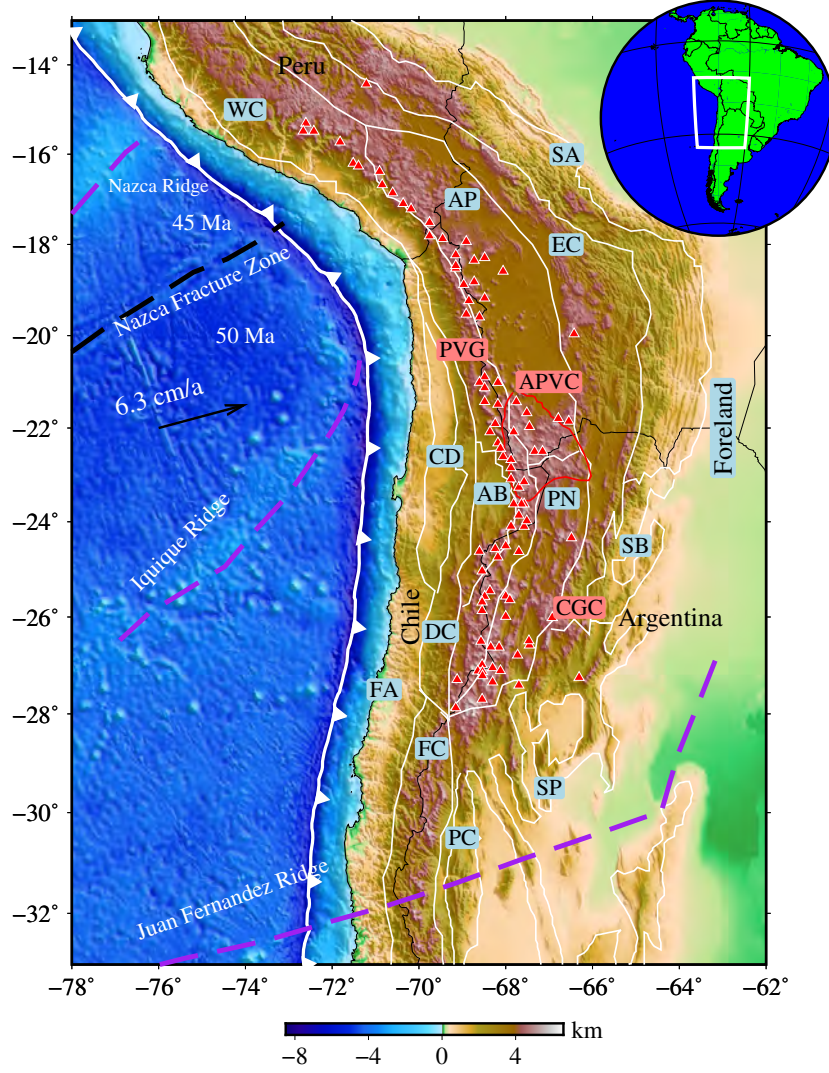 −14°
−16°
−18°
−20°
−22°
−24°
−26°
−28°
−30°
−32°
Peru
WC
SA
Nazca Ridge
AP
45 Ma
EC
Nazca Fracture Zone
50 Ma
PVG
APVC
6.3 cm/a
Foreland
CD
AB
PN
Iquique Ridge
SB
Chile
CGC
Argentina
DC
FA
FC
SP
PC
Juan Fernandez Ridge
−78° −76° −74° −72° −70° −68° −66° −64° −62°
km
−8 −4 0 4